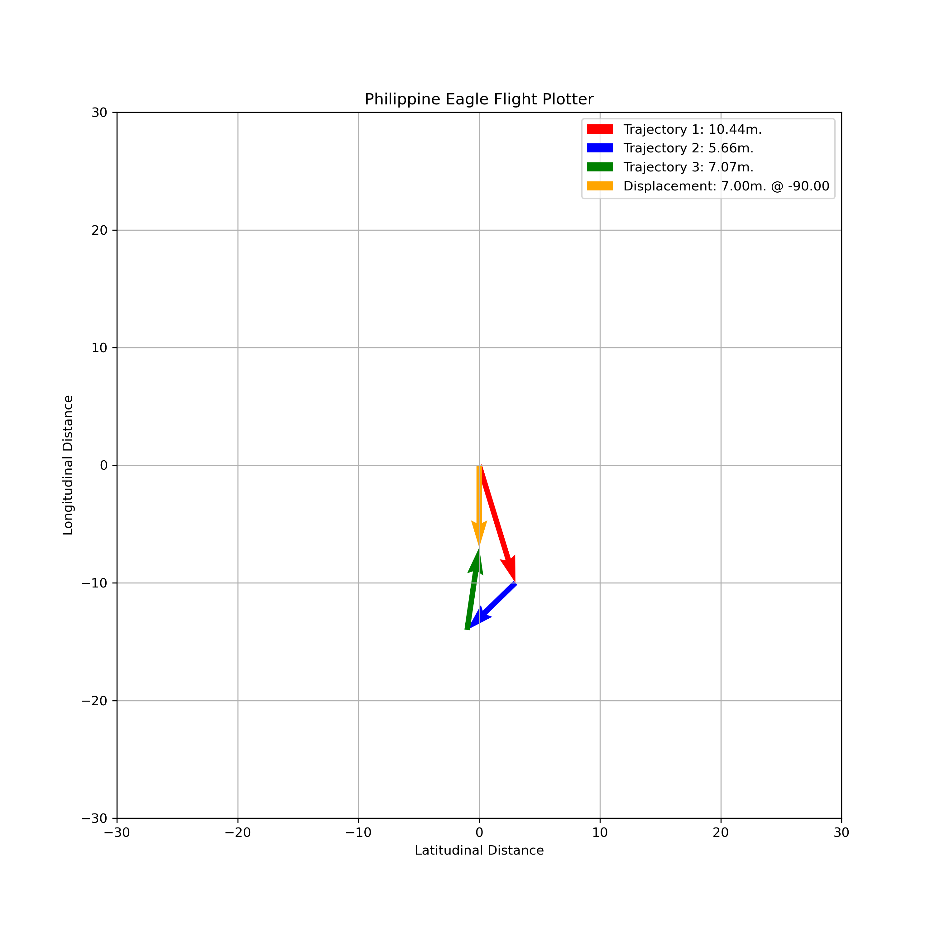 Philippine Eagle Flight Plotter
Trajectory 1: 10.44m.
Trajectory 2: 5.66m.
Trajectory 3: 7.07m.
Displacement: 7.00m. @ -90.00
30
20
10
0
−10
−20
−30
Longitudinal Distance
−30 −20 −10 0 10 20 30
Latitudinal Distance